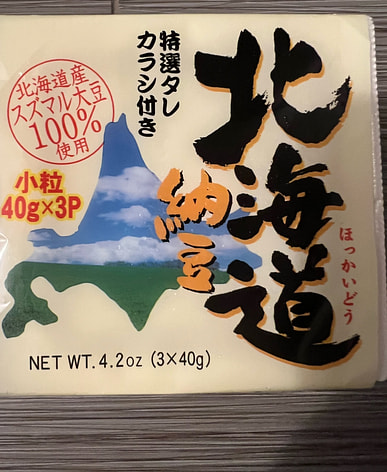 北海道
ほっかいどう
納豆
特選タレ
カラシ付き
北海道産
スズマル大豆
100%
使用
小粒
40g×3P
NET WT. 4.2oz (3×40g)